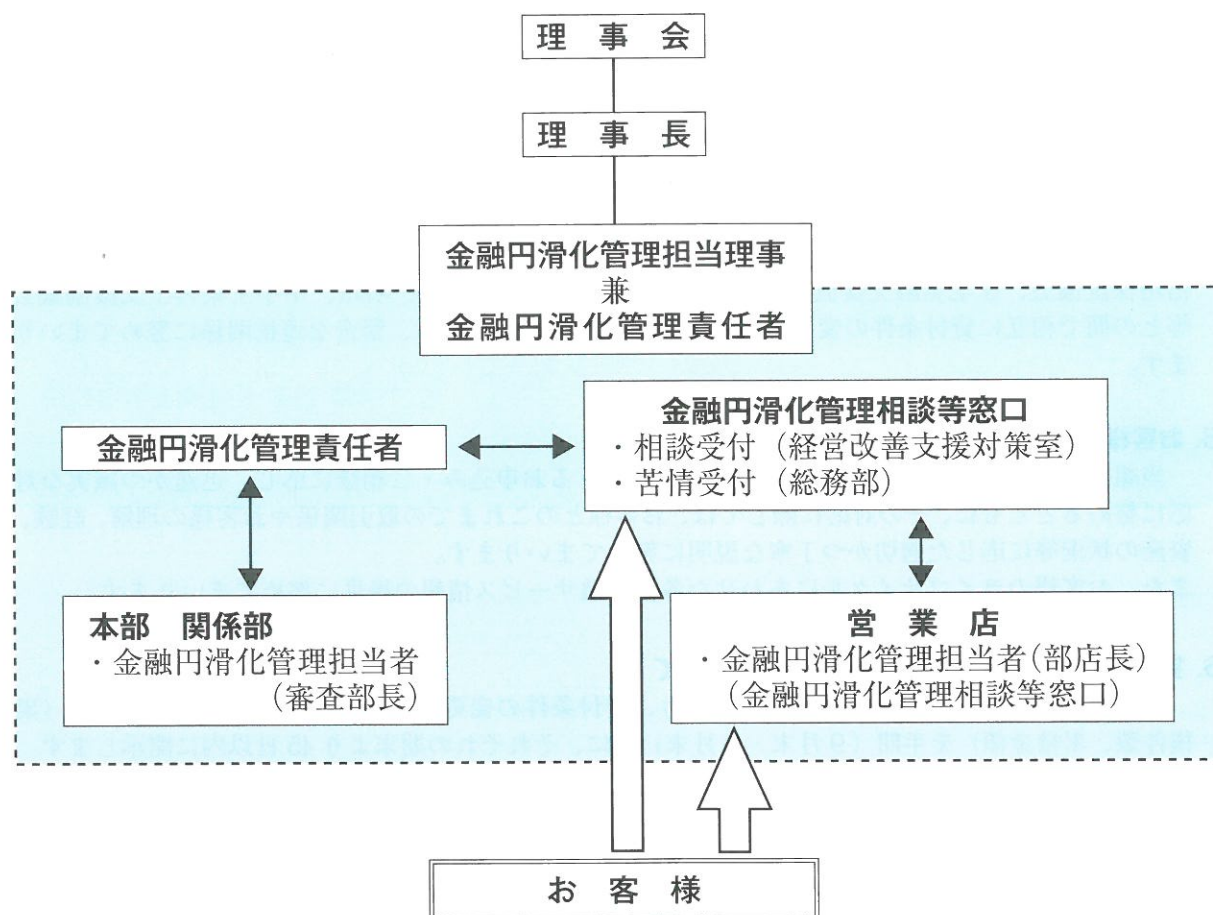 理事会
理事長
金融円滑化管理担当理事
兼
金融円滑化管理責任者
金融円滑化管理責任者
金融円滑化管理相談等窓口
・相談受付（経営改善支援対策室）
・苦情受付（総務部）
本部 関係部
・金融円滑化管理担当者
（審査部長）
営業店
・金融円滑化管理担当者(部店長)
（金融円滑化管理相談等窓口）
お客様